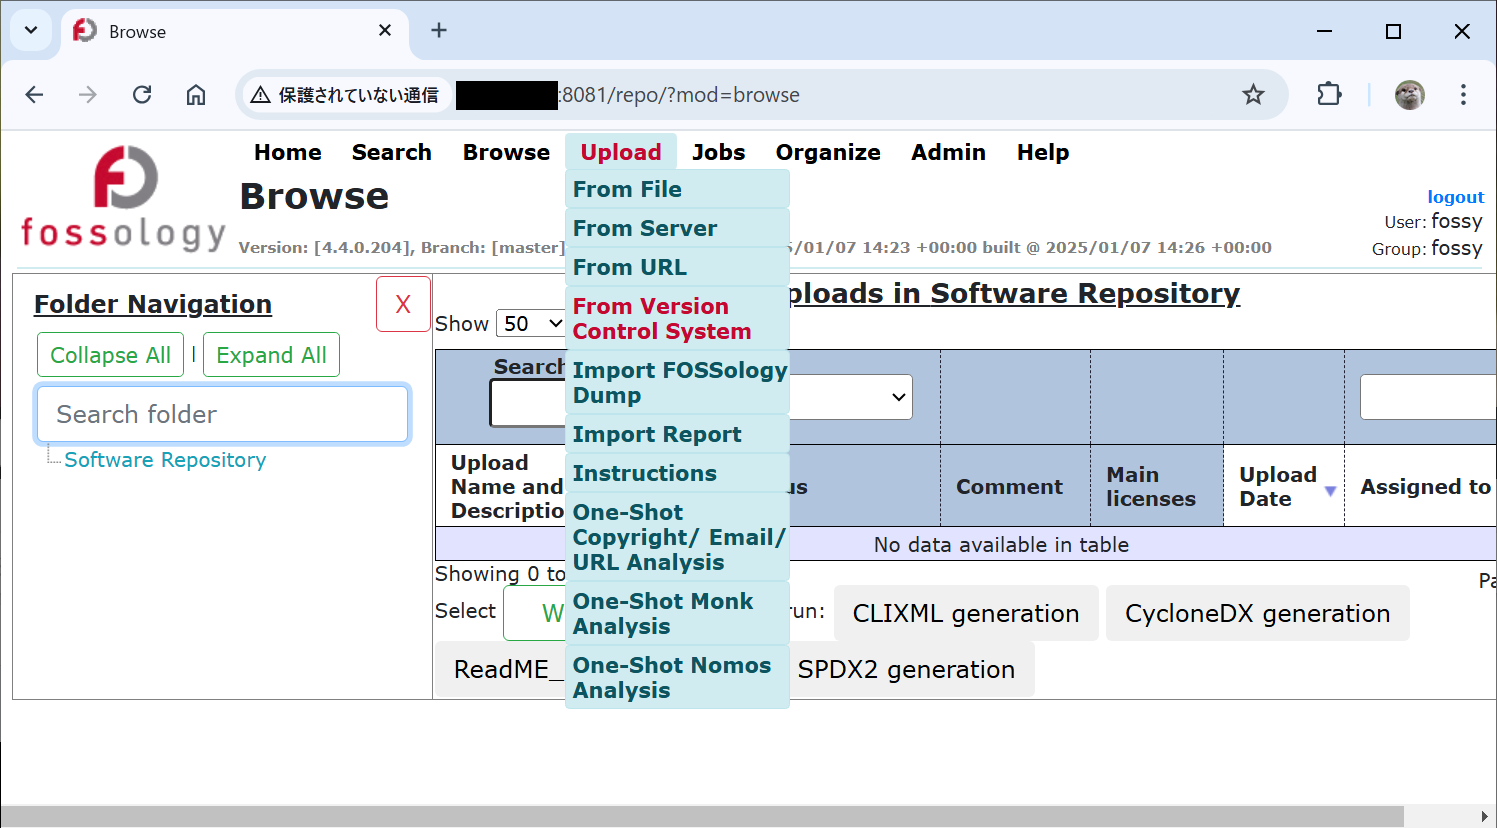 Browse
保護されていない通信
:8081/repo/?mod=browse
fossology
Home Search Browse Upload Jobs Organize Admin Help
Browse
logout
User: fossy
Group: fossy
Version: [4.4.0.204], Branch: [master]
/01/07 14:23 +00:00 built @ 2025/01/07 14:26 +00:00
From File
From Server
From URL
From Version
Control System
Import FOSSology
Dump
Import Report
Instructions
One-Shot
Copyright/ Email/
URL Analysis
One-Shot Monk
Analysis
One-Shot Nomos
Analysis
Folder Navigation
X
Collapse All | Expand All
Search folder
Software Repository
ploads in Software Repository
Show 50
Search
Upload
Name and
Descriptio
us
Comment
Main
licenses
Upload
Date
Assigned to
No data available in table
Showing 0 to
Pa
Select
W
run:
CLIXML generation
CycloneDX generation
ReadME_
SPDX2 generation